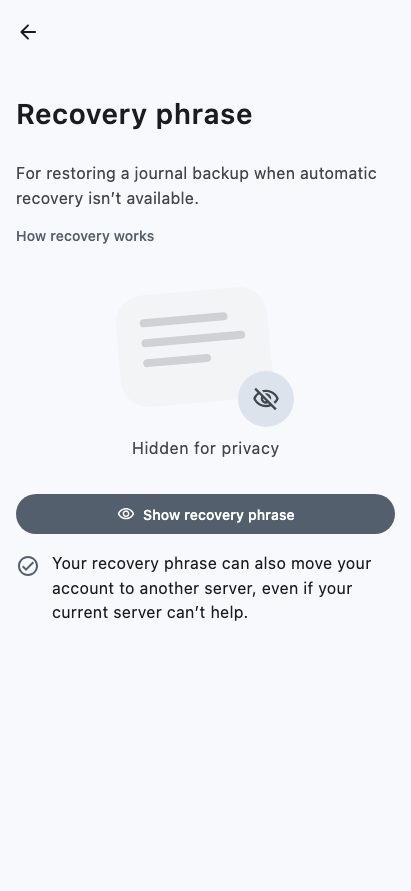 Recovery phrase
For restoring a journal backup when automatic
recovery isn’t available.
How recovery works
Hidden for privacy
Show recovery phrase
Your recovery phrase can also move your
account to another server, even if your
current server can’t help.